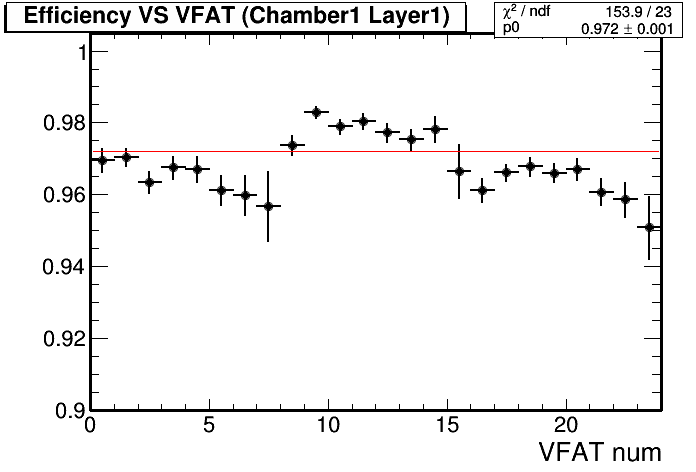 Efficiency VS VFAT (Chamber1 Layer1)
χ² / ndf 153.9 / 23
p0 0.972 ± 0.001
1
0.98
0.96
0.94
0.92
0.9
0 5 10 15 20
VFAT num